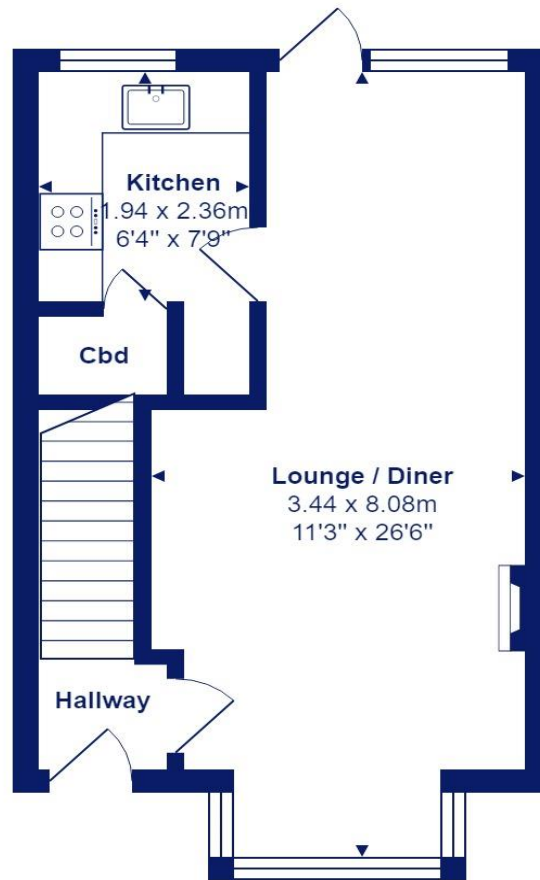 Kitchen
1.94 x 2.36m
6'4" x 7'9"
Cbd
Lounge / Diner
3.44 x 8.08m
11'3" x 26'6"
Hallway